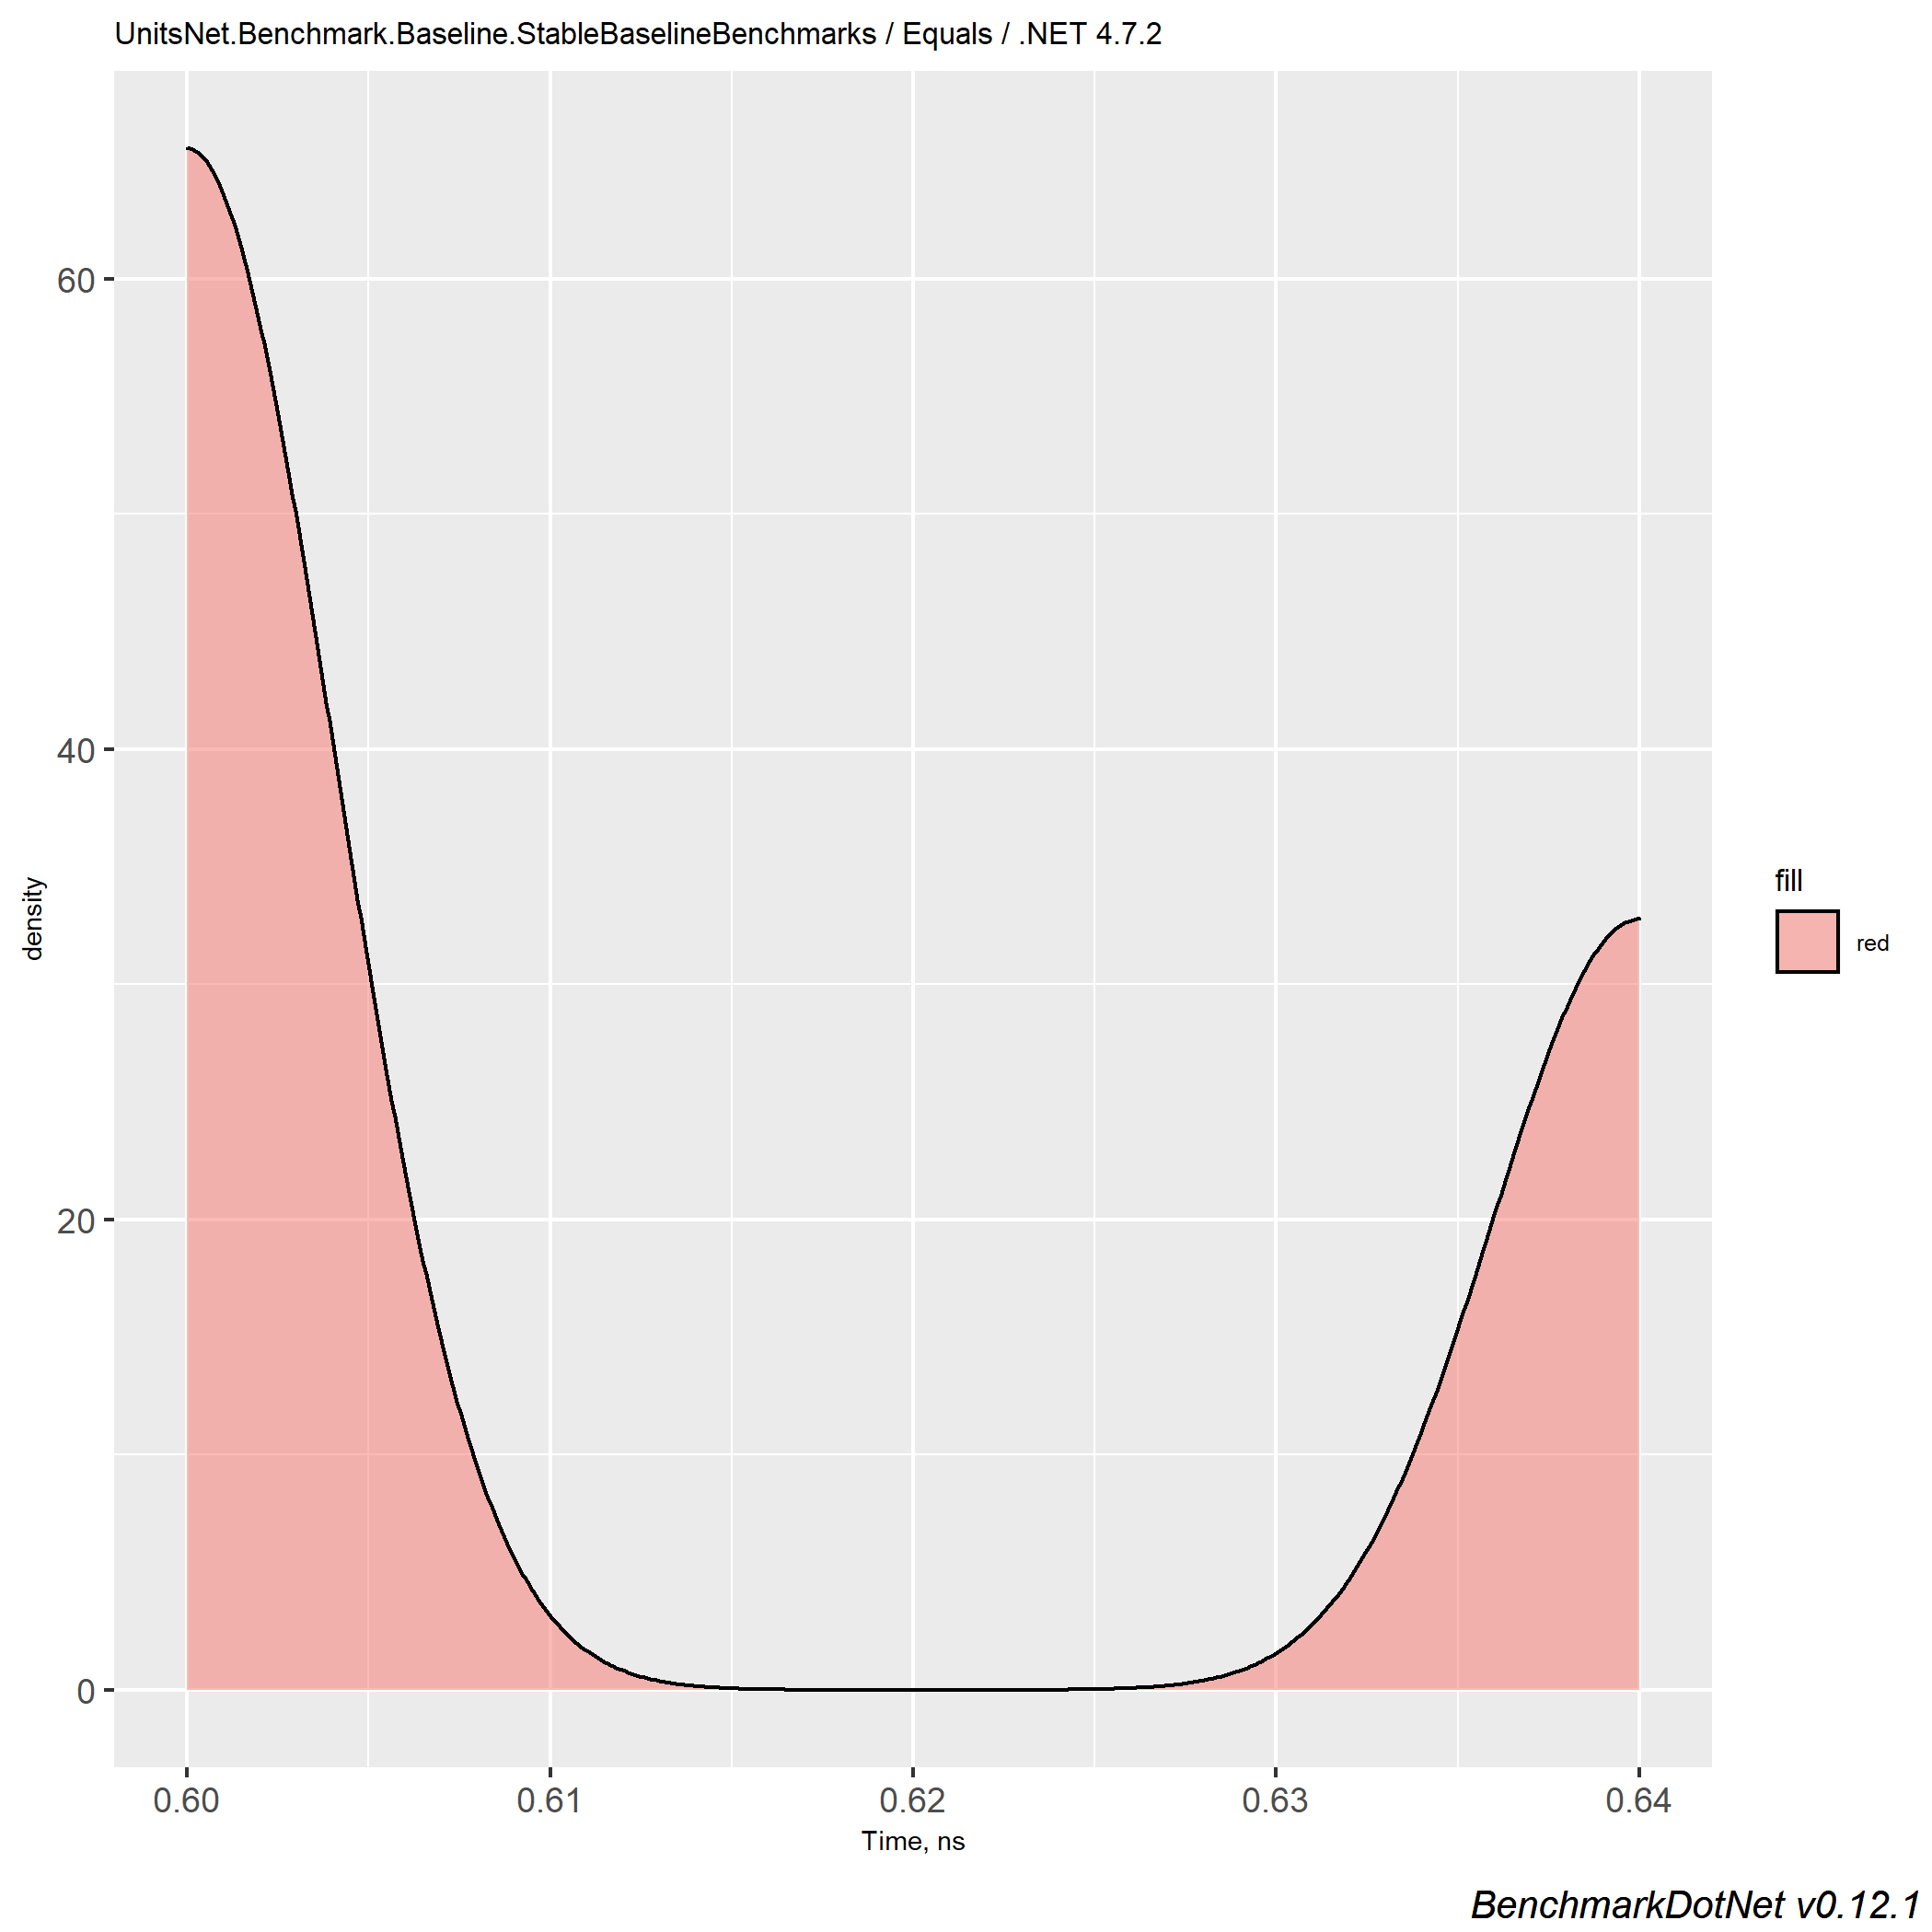 UnitsNet.Benchmark.Baseline.StableBaselineBenchmarks / Equals / .NET 4.7.2
60
40
20
0
density
0.60 0.61 0.62 0.63 0.64
Time, ns
fill
red
BenchmarkDotNet v0.12.1